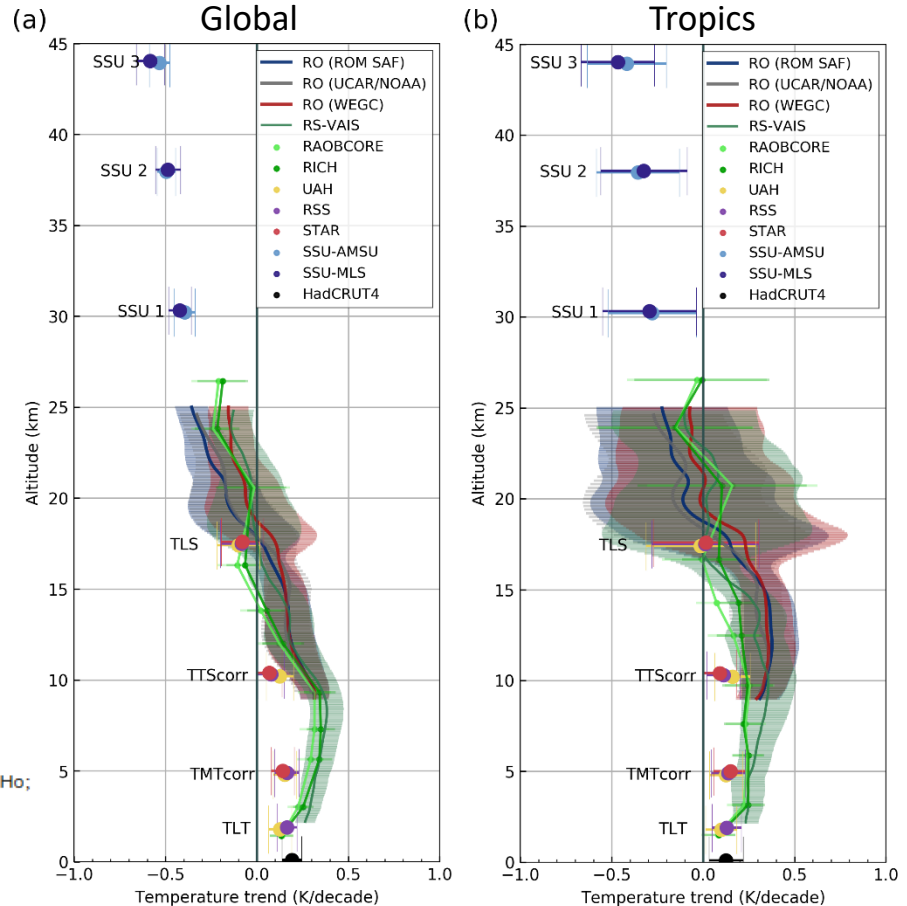 (a) Global
45
40
35
30
25
20
15
10
5
0
Altitude (km)
SSU 3
SSU 2
SSU 1
TLS
TTScorr
TMTcorr
TLT
RO (ROM SAF)
RO (UCAR/NOAA)
RO (WEGC)
RS-VAIS
RAOBCORE
RICH
UAH
RSS
STAR
SSU-AMSU
SSU-MLS
HadCRUT4
−1.0 −0.5 0.0 0.5 1.0
Temperature trend (K/decade)
Ho;
(b) Tropics
45
40
35
30
25
20
15
10
5
0
Altitude (km)
SSU 3
SSU 2
SSU 1
TLS
TTScorr
TMTcorr
TLT
RO (ROM SAF)
RO (UCAR/NOAA)
RO (WEGC)
RS-VAIS
RAOBCORE
RICH
UAH
RSS
STAR
SSU-AMSU
SSU-MLS
HadCRUT4
−1.0 −0.5 0.0 0.5 1.0
Temperature trend (K/decade)